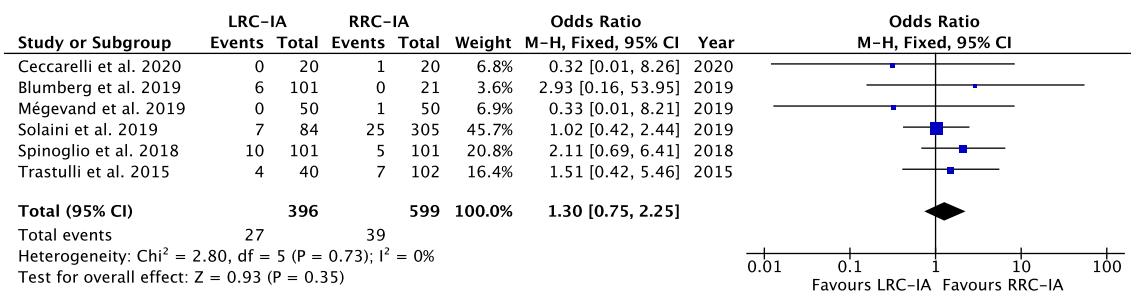 LRC-IA RRC-IA Odds Ratio Odds Ratio
Study or Subgroup Events Total Events Total Weight M-H, Fixed, 95% CI Year M-H, Fixed, 95% CI
Ceccarelli et al. 2020 0 20 1 20 6.8% 0.32 [0.01, 8.26] 2020
Blumberg et al. 2019 6 101 0 21 3.6% 2.93 [0.16, 53.95] 2019
Mégevand et al. 2019 0 50 1 50 6.9% 0.33 [0.01, 8.21] 2019
Solaini et al. 2019 7 84 25 305 45.7% 1.02 [0.42, 2.44] 2019
Spinoglio et al. 2018 10 101 5 101 20.8% 2.11 [0.69, 6.41] 2018
Trastulli et al. 2015 4 40 7 102 16.4% 1.51 [0.42, 5.46] 2015
Total (95% CI) 396 599 100.0% 1.30 [0.75, 2.25]
Total events 27 39
Heterogeneity: Chi² = 2.80, df = 5 (P = 0.73); I² = 0%
Test for overall effect: Z = 0.93 (P = 0.35)
0.01 0.1 1 10 100
Favours LRC-IA Favours RRC-IA